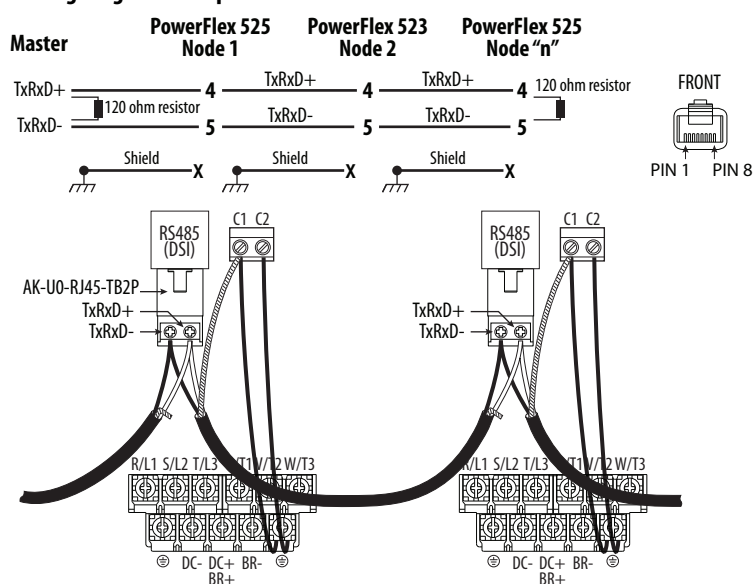 Master
PowerFlex 525
Node 1
PowerFlex 523
Node 2
PowerFlex 525
Node “n”
TxRxD+
4
TxRxD+
4
TxRxD+
4
120 ohm resistor
120 ohm resistor
TxRxD-
5
TxRxD-
5
TxRxD-
5
Shield
X
Shield
X
Shield
X
FRONT
PIN 1
PIN 8
RS485
(DSI)
C1 C2
AK-U0-RJ45-TB2P
TxRxD+
TxRxD-
R/L1 S/L2 T/L3 W/T3
DC- DC+ BR-
BR+
RS485
(DSI)
C1 C2
TxRxD+
TxRxD-
R/L1 S/L2 T/L3 W/T3
DC- DC+ BR-
BR+